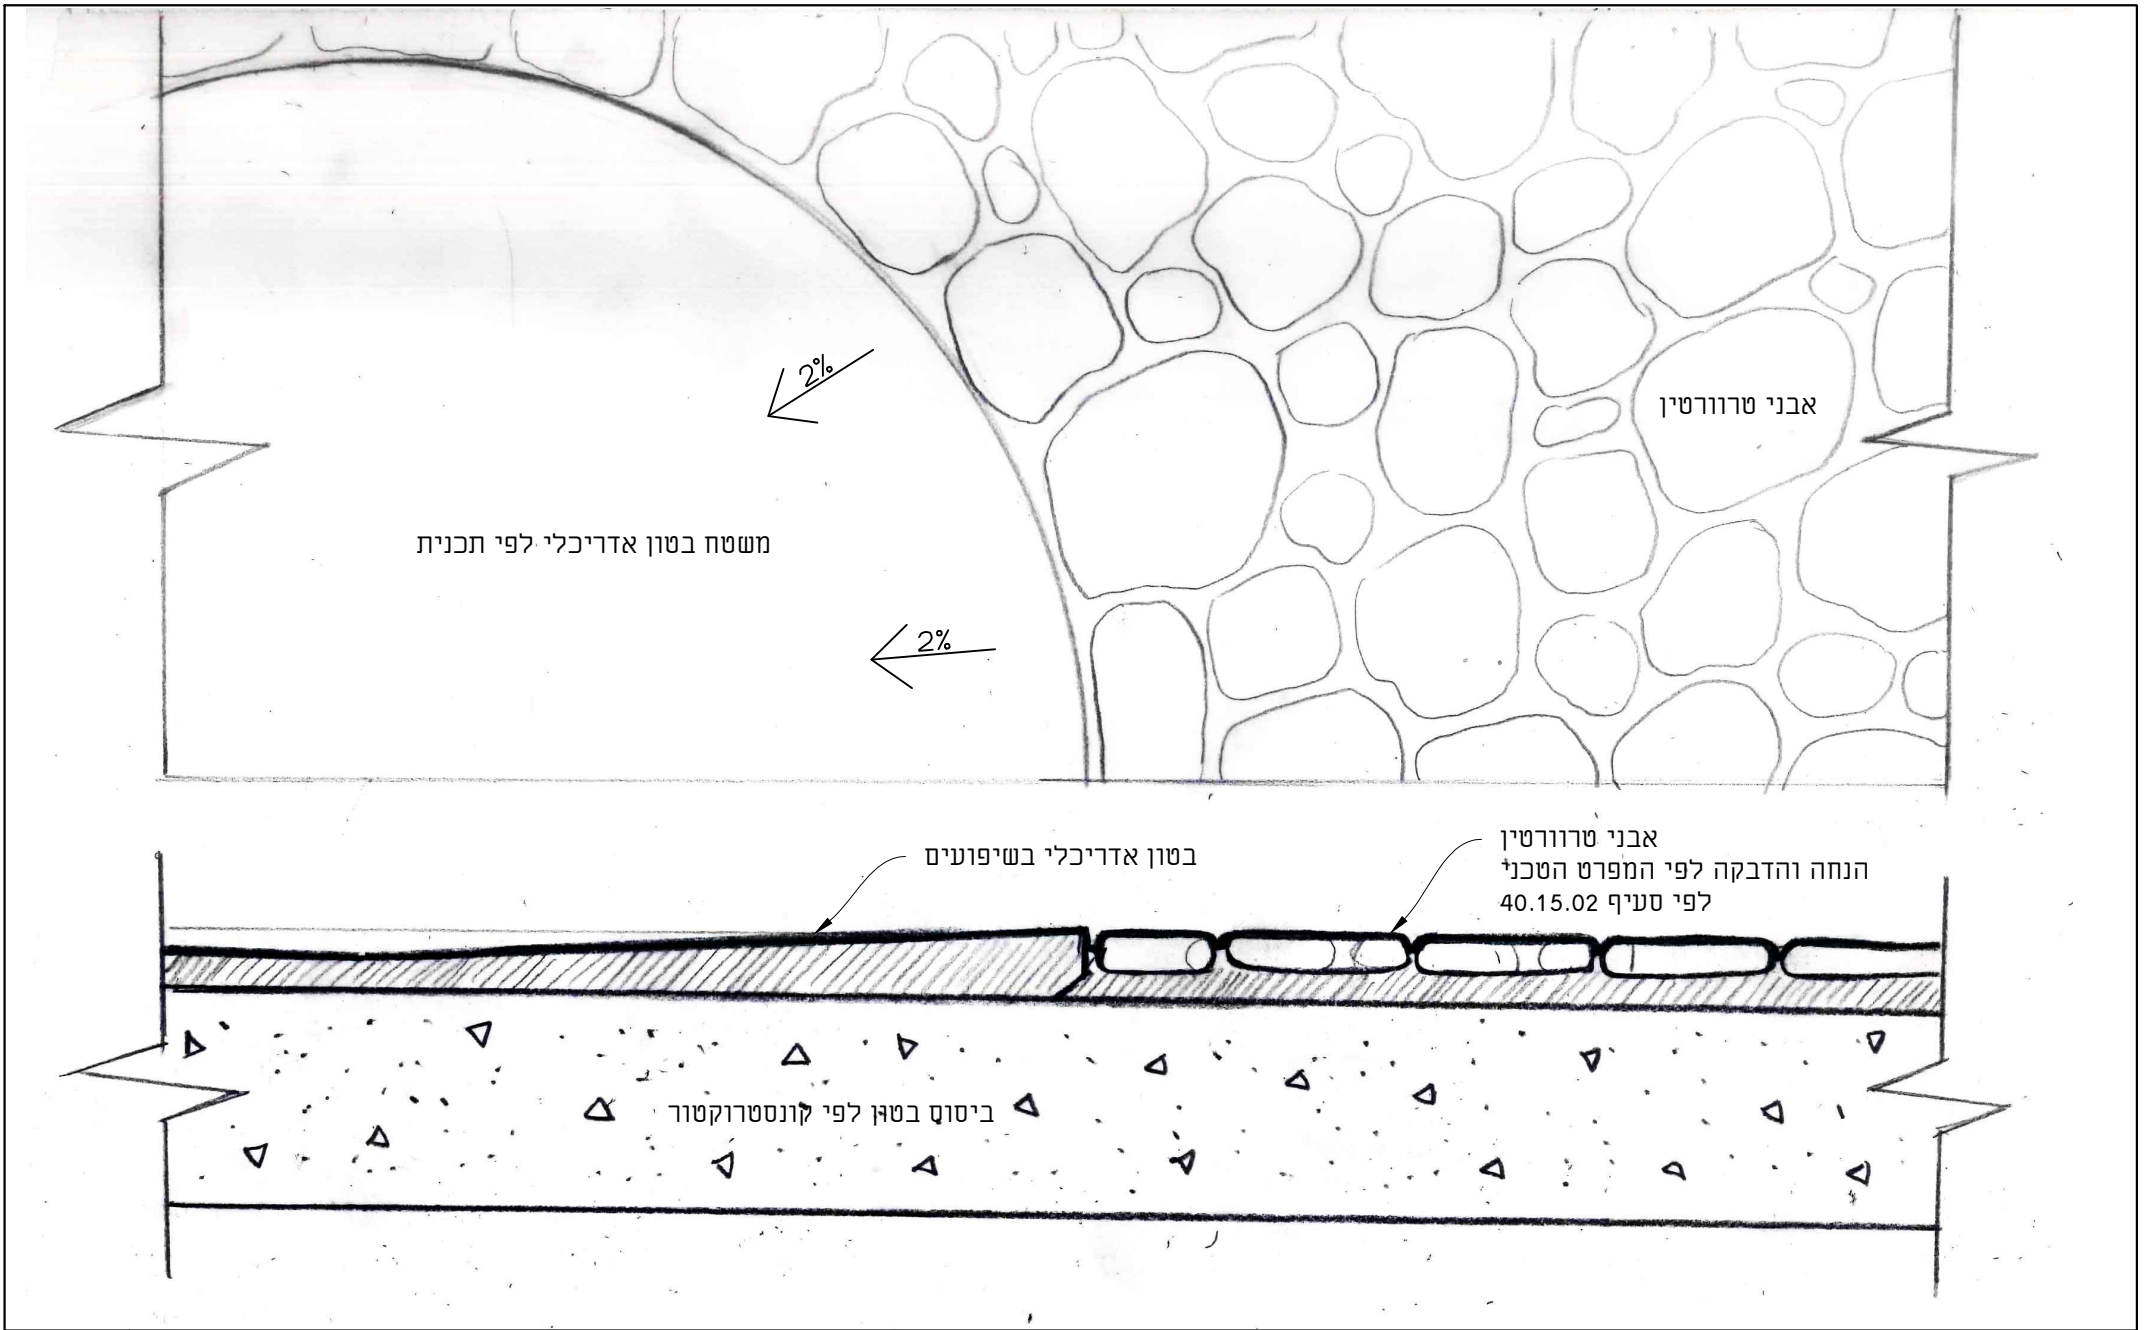 2%
אבני טרוורטין
משטח בטון אדריכלי לפי תכנית
2%
אבני טרוורטין
הנחה והדבקה לפי המפרט הטכני
לפי סעיף 40.15.02
בטון אדריכלי בשיפועים
ביסוס בטון לפי קונסטרוקטור